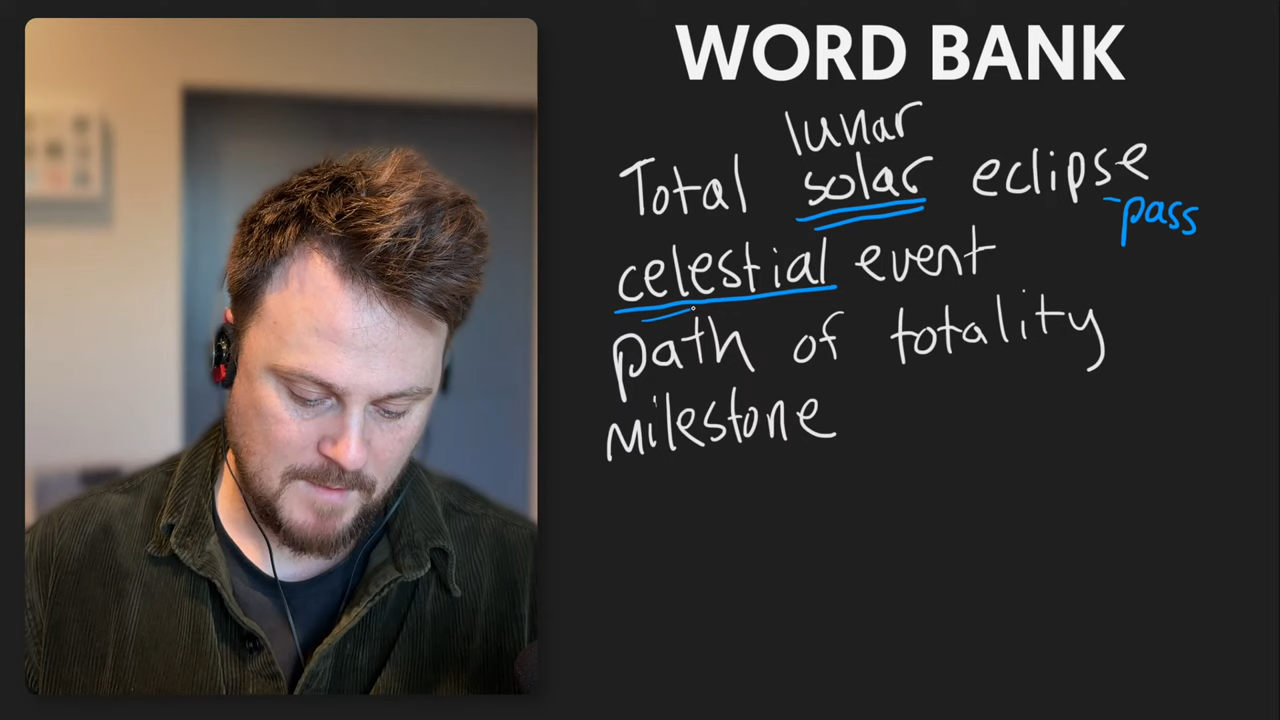 WORD BANK
lunar
Total solar eclipse
-pass
celestial event
path of totality
milestone